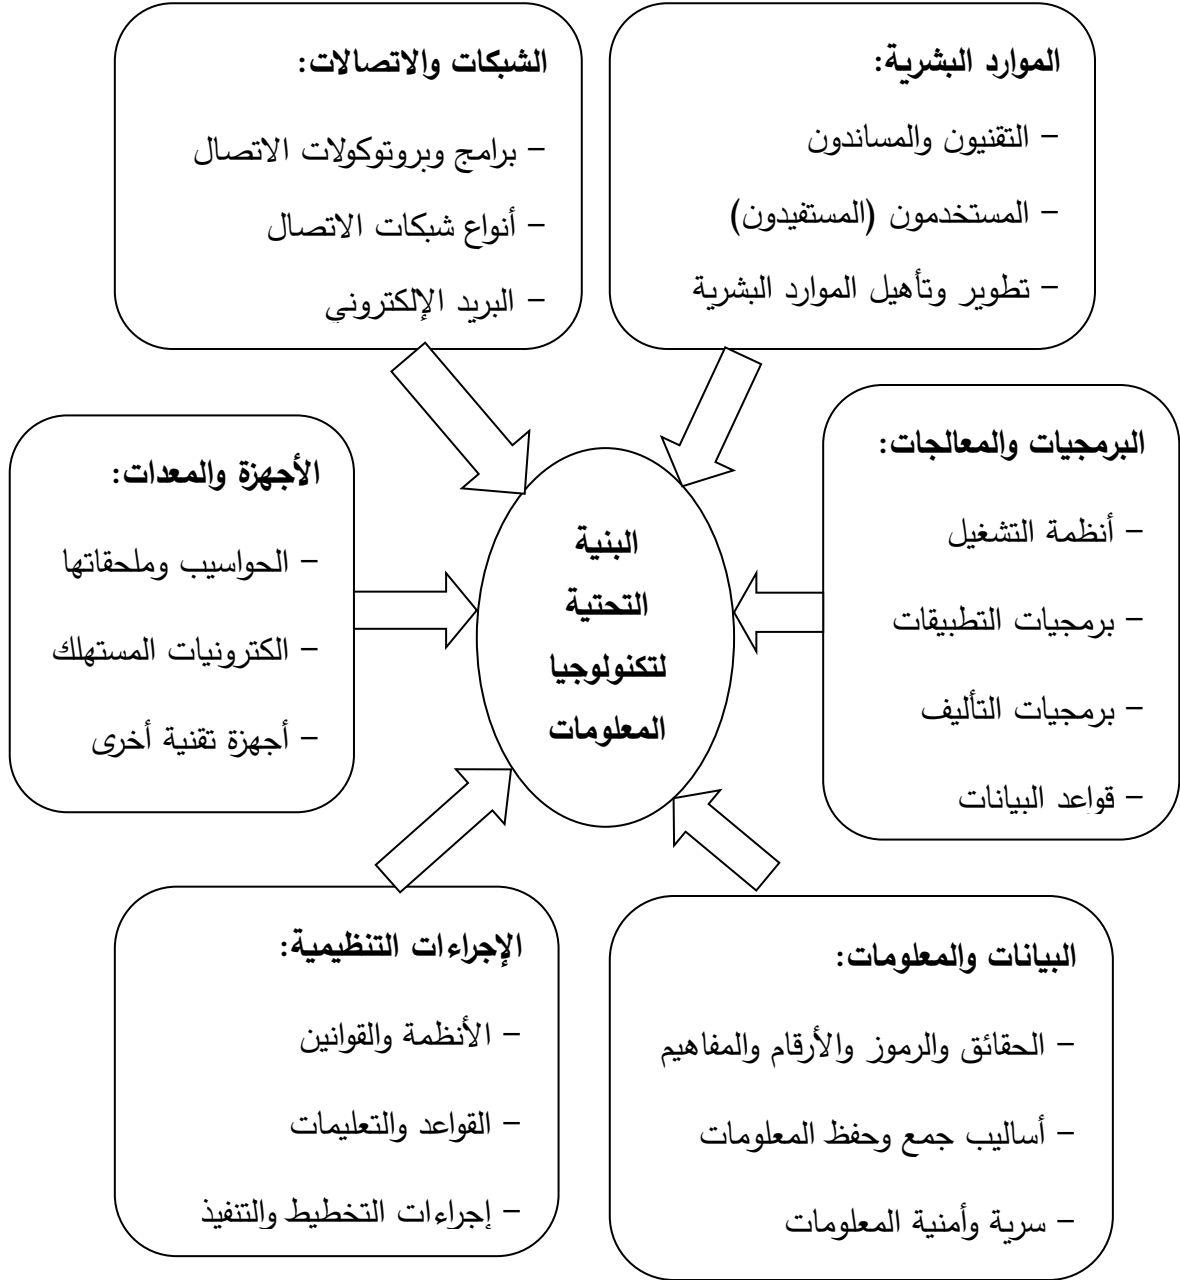 الموارد البشرية:
- التقنيون والمساندون
- المستخدمون (المستفيدون)
- تطوير وتأهيل الموارد البشرية
الشبكات والاتصالات:
- برامج وبروتوكولات الاتصال
- أنواع شبكات الاتصال
- البريد الإلكتروني
البرمجيات والمعالجات:
- أنظمة التشغيل
- برمجيات التطبيقات
- برمجيات التأليف
- قواعد البيانات
البنية
التحتية
لتكنولوجيا
المعلومات
الأجهزة والمعدات:
- الحواسيب وملحقاتها
- الكترونيات المستهلك
- أجهزة تقنية أخرى
البيانات والمعلومات:
- الحقائق والرموز والأرقام والمفاهيم
- أساليب جمع وحفظ المعلومات
- سرية وأمنية المعلومات
الإجراءات التنظيمية:
- الأنظمة والقوانين
- القواعد والتعليمات
- إجراءات التخطيط والتنفيذ